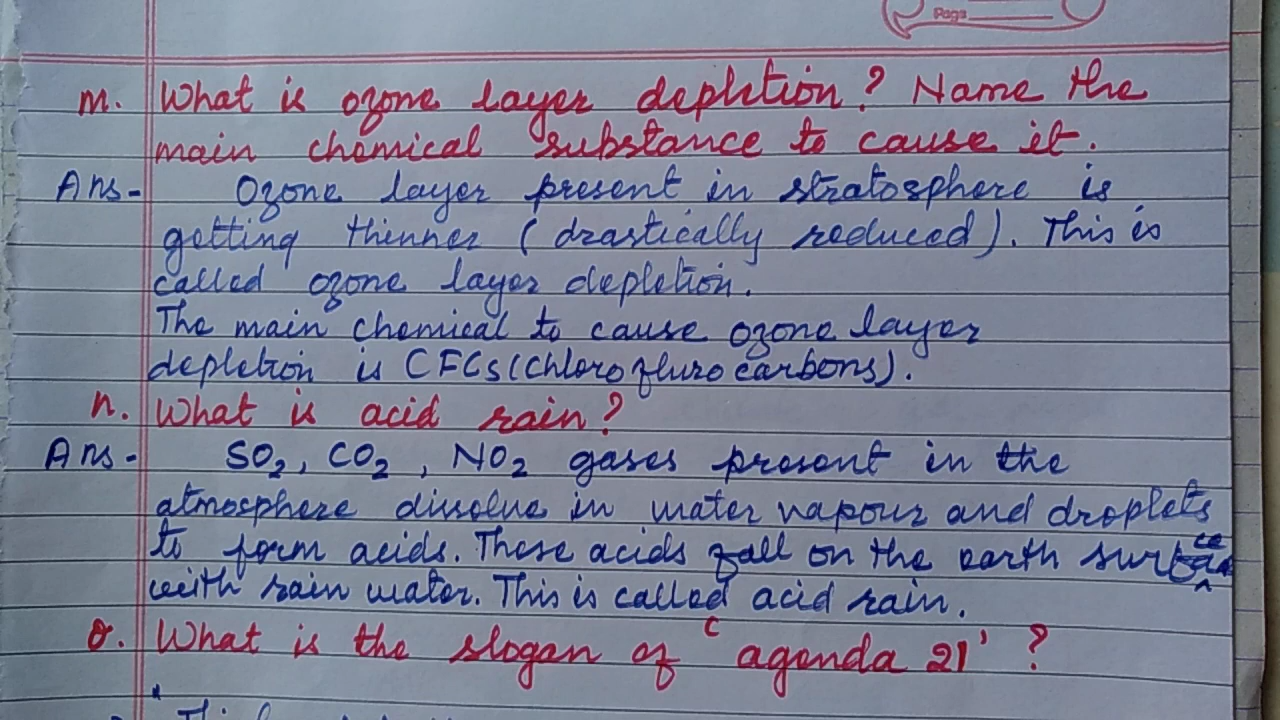 Page
m. What is ozone layer depletion? Name the
main chemical substance to cause it.
Ans- Ozone layer present in stratosphere is
getting thinner (drastically reduced). This is
called ozone layer depletion.
The main chemical to cause ozone layer
depletion is CFCs (Chloro fluro carbons).
n. What is acid rain?
Ans- SO₂, CO₂, NO₂ gases present in the
atmosphere dissolve in water vapour and droplets
to form acids. These acids fall on the earth surface
with rain water. This is called acid rain.
o. What is the slogan of 'agenda 21'?